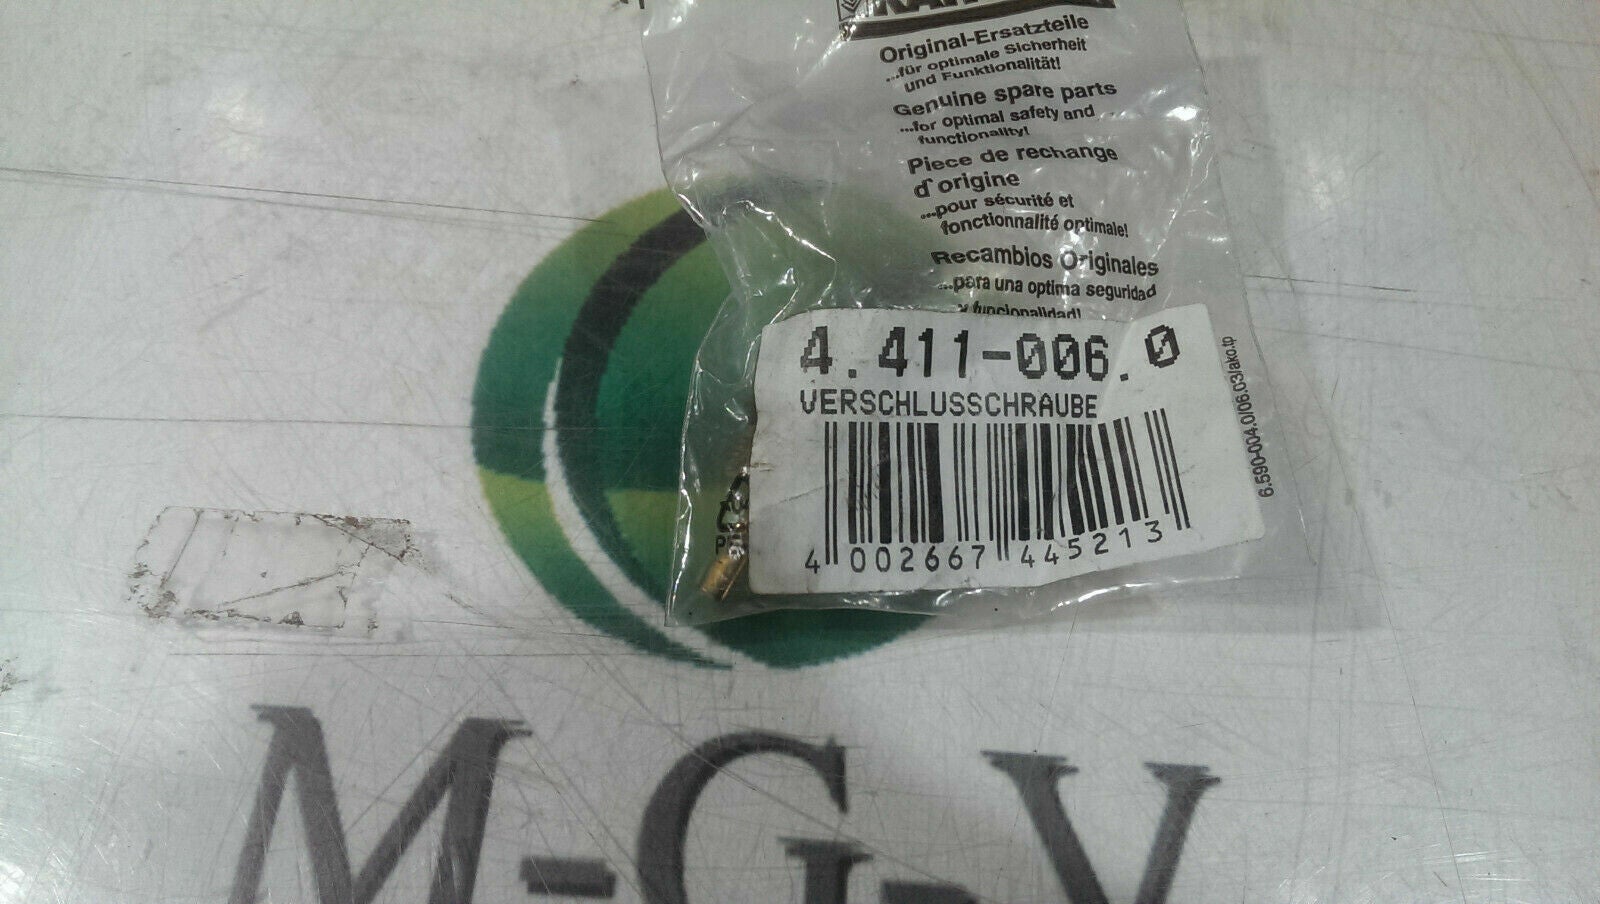 Original-Ersatzteile
...für optimale Sicherheit
und Funktionalität!
Genuine spare parts
...for optimal safety and
functionality!
Piece de rechange
d'origine
...pour sécurité et
fonctionnalité optimale!
Recambios Originales
...para una optima seguridad
y funcionalidad!
4.411-006.0
VERSCHLUSSCHRAUBE
4 002667 445213
6.590-004.0/06.03/ako.tp
M-G-V